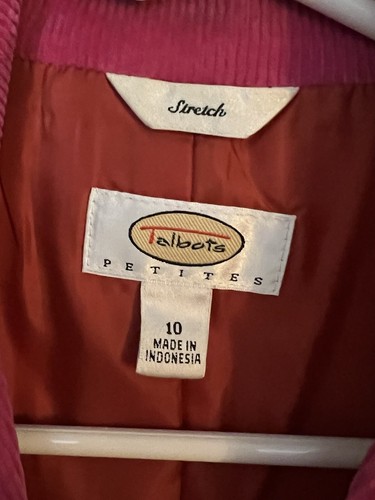 Stretch
Talbots
PETITES
10
MADE IN
INDONESIA